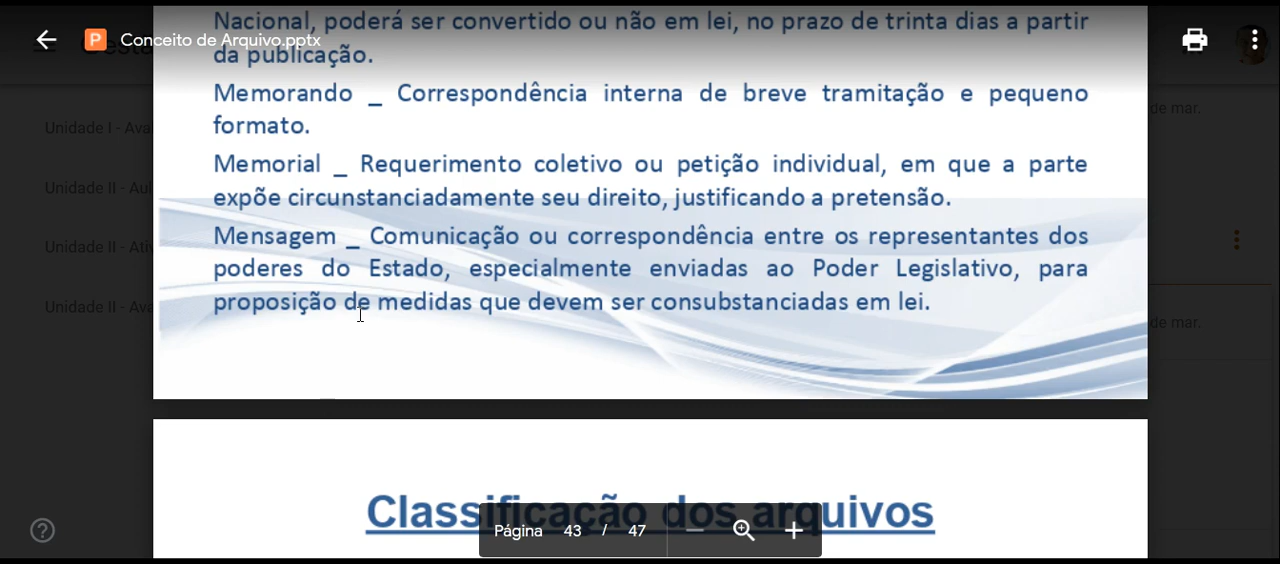 Nacional, poderá ser convertido ou não em lei, no prazo de trinta dias a partir
Conceito de Arquivo.pptx
da publicação.
Memorando _ Correspondência interna de breve tramitação e pequeno
formato.
Memorial _ Requerimento coletivo ou petição individual, em que a parte
expõe circunstanciadamente seu direito, justificando a pretensão.
Mensagem _ Comunicação ou correspondência entre os representantes dos
poderes do Estado, especialmente enviadas ao Poder Legislativo, para
proposição de medidas que devem ser consubstanciadas em lei.
Unidade I - Ava
Unidade II - Aul
Unidade II - Ati
Unidade II - Ava
de mar.
de mar.
Classificação dos arquivos
Página 43 / 47